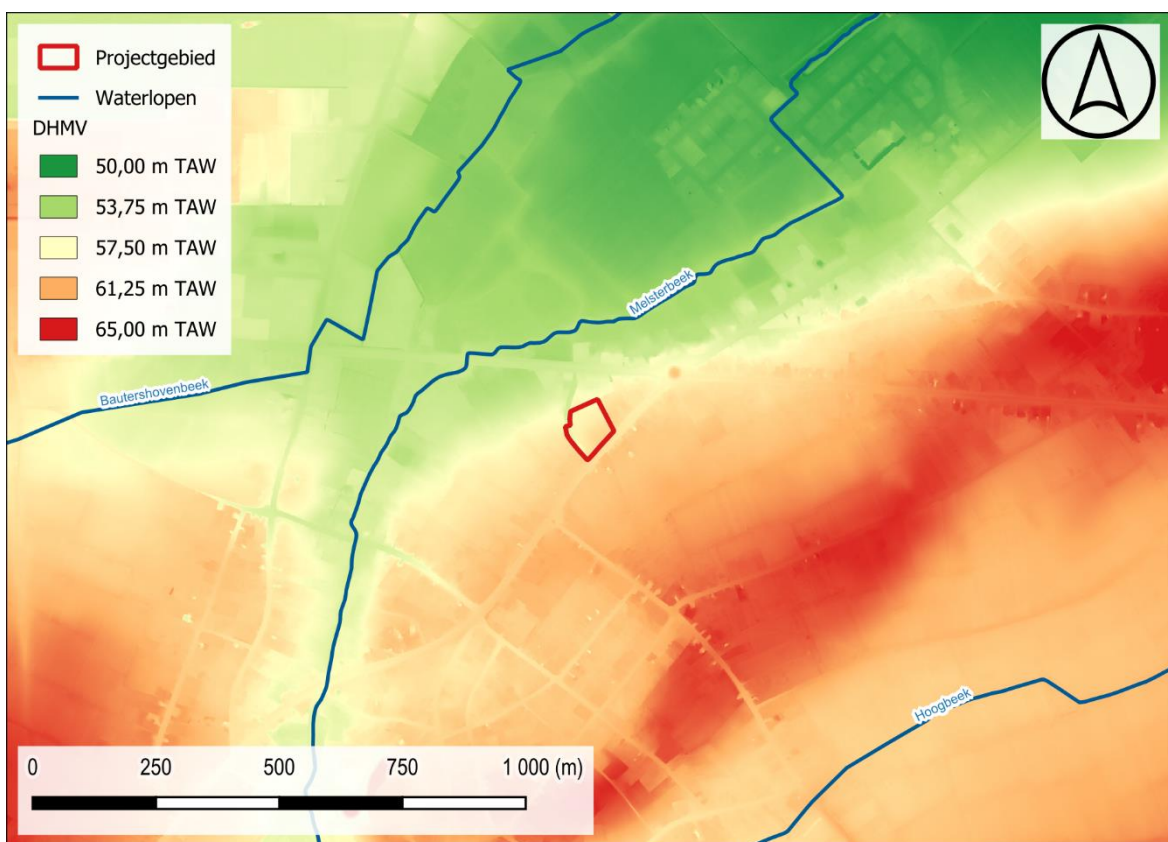 Projectgebied
Waterlopen
DHMV
50,00 m TAW
53,75 m TAW
57,50 m TAW
61,25 m TAW
65,00 m TAW
Melsterbeek
Bautershovenbeek
Hoogbeek
0 250 500 750 1 000 (m)